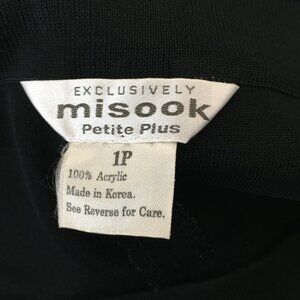 EXCLUSIVELY
misook
Petite Plus
1P
100% Acrylic
Made in Korea.
See Reverse for Care.